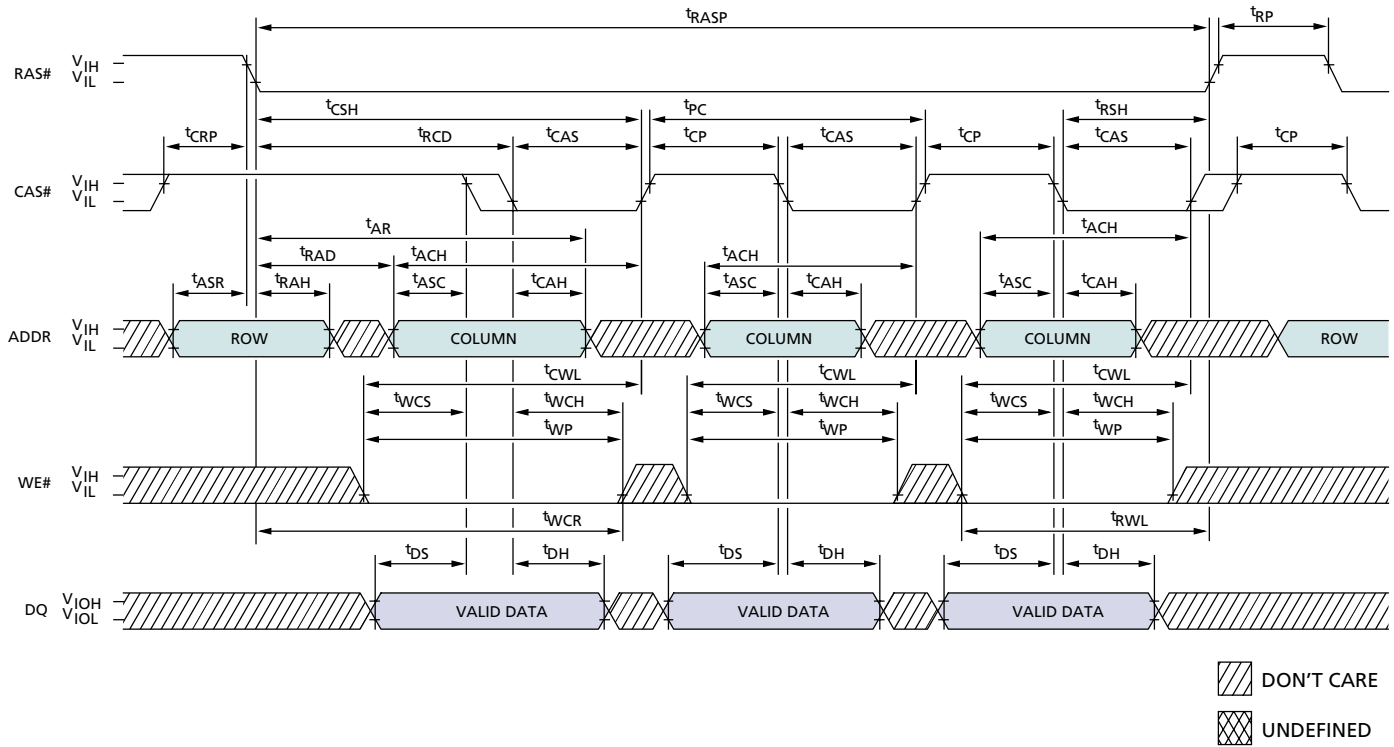 tRASP tRP
RAS# VIH
VIL
tCSH tPC tRSH
tCRP tRCD tCAS tCP tCAS tCP tCAS tCP
CAS# VIH
VIL
tAR tACH
tRAD tACH tACH
tASR tRAH tASC tCAH tASC tCAH tASC tCAH
ADDR VIH
VIL
ROW COLUMN COLUMN COLUMN ROW
tCWL tCWL tCWL
tWCS tWCH tWCS tWCH tWCS tWCH
tWP tWP tWP
WE# VIH
VIL
tWCR tRWL
tDS tDH tDS tDH tDS tDH
DQ VIOH
VIOL
VALID DATA VALID DATA VALID DATA
DON'T CARE
UNDEFINED